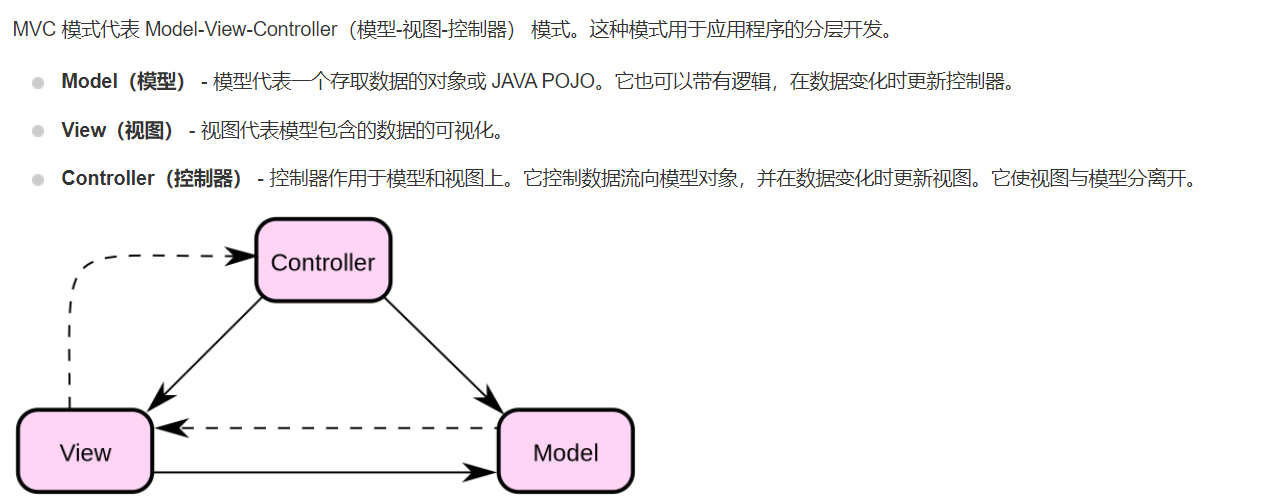 MVC 模式代表 Model-View-Controller（模型-视图-控制器） 模式。这种模式用于应用程序的分层开发。
Model（模型） - 模型代表一个存取数据的对象或 JAVA POJO。它也可以带有逻辑，在数据变化时更新控制器。
View（视图） - 视图代表模型包含的数据的可视化。
Controller（控制器） - 控制器作用于模型和视图上。它控制数据流向模型对象，并在数据变化时更新视图。它使视图与模型分离开。
Controller
View
Model